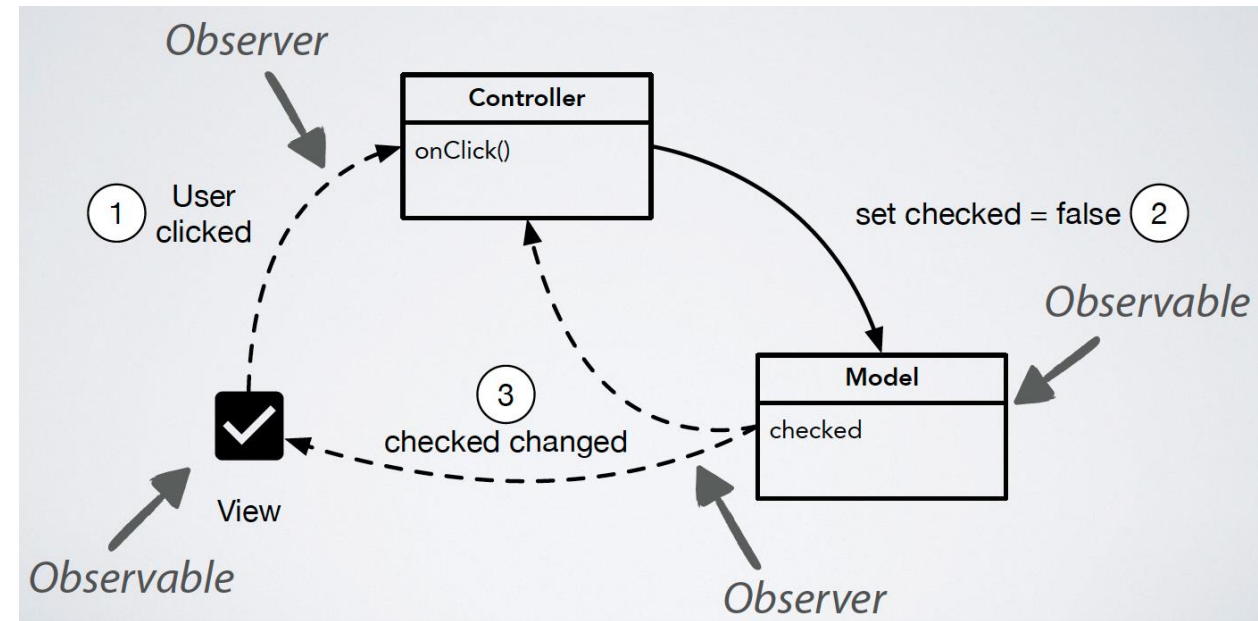 Observer
Controller
onClick()
1
User
clicked
set checked = false
2
Observable
Model
checked
3
checked changed
View
Observable
Observer